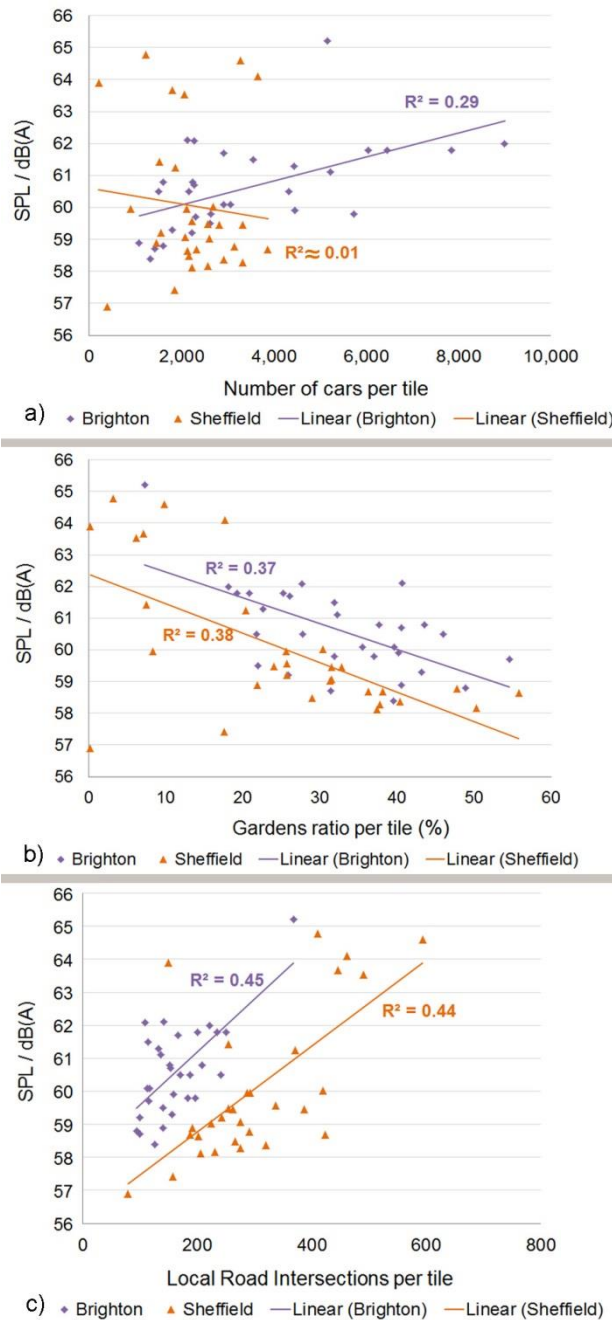 66
65
64
63
62
61
60
59
58
57
56
SPL / dB(A)
R² = 0.29
R² ≈ 0.01
0 2,000 4,000 6,000 8,000 10,000
Number of cars per tile
a) Brighton Sheffield Linear (Brighton) Linear (Sheffield)
66
65
64
63
62
61
60
59
58
57
56
SPL / dB(A)
R² = 0.37
R² = 0.38
0 10 20 30 40 50 60
Gardens ratio per tile (%)
b) Brighton Sheffield Linear (Brighton) Linear (Sheffield)
66
65
64
63
62
61
60
59
58
57
56
SPL / dB(A)
R² = 0.45
R² = 0.44
0 200 400 600 800
Local Road Intersections per tile
c) Brighton Sheffield Linear (Brighton) Linear (Sheffield)